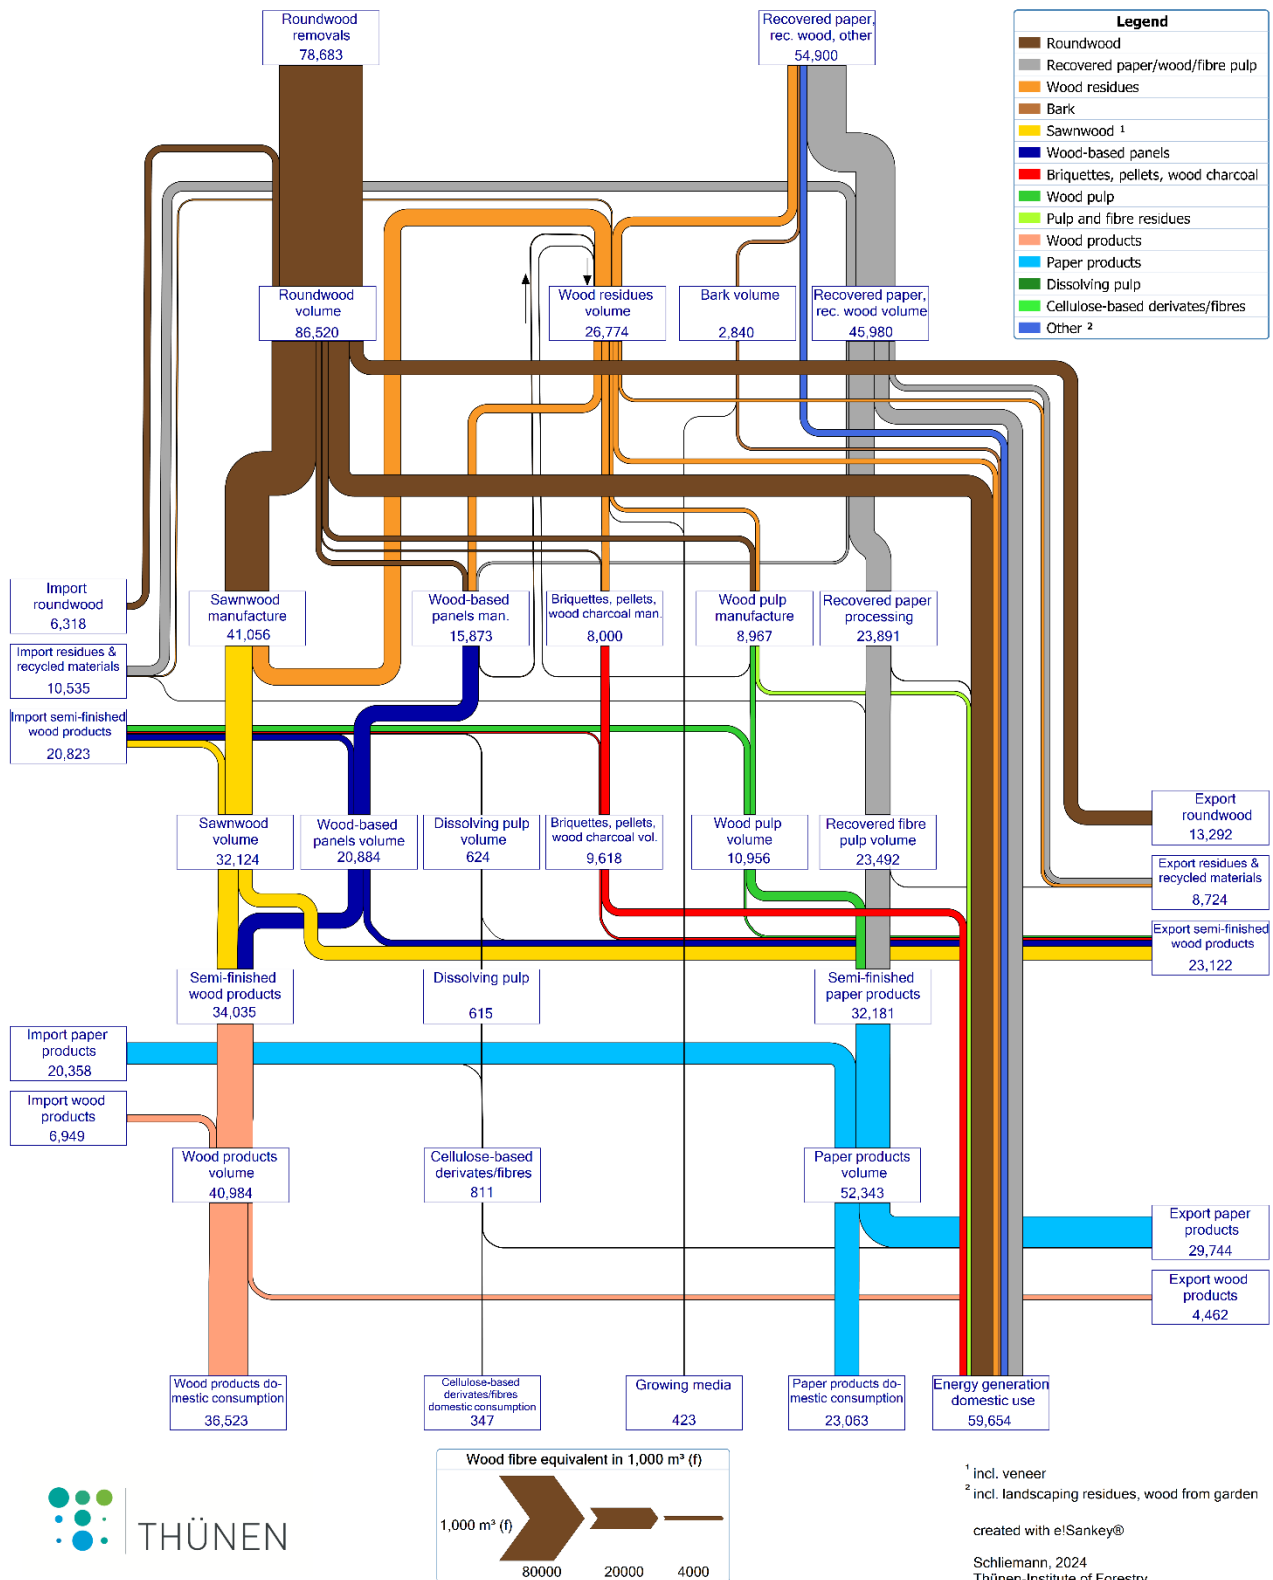 Roundwood
removals
78,683
Recovered paper,
rec. wood, other
54,900
Legend
Roundwood
Recovered paper/wood/fibre pulp
Wood residues
Bark
Sawnwood ¹
Wood-based panels
Briquettes, pellets, wood charcoal
Wood pulp
Pulp and fibre residues
Wood products
Paper products
Dissolving pulp
Cellulose-based derivates/fibres
Other ²
Roundwood
volume
86,520
Wood residues
volume
26,774
Bark volume
2,840
Recovered paper,
rec. wood volume
45,980
Import
roundwood
6,318
Sawnwood
manufacture
41,056
Wood-based
panels man.
15,873
Briquettes, pellets,
wood charcoal man.
8,000
Wood pulp
manufacture
8,967
Recovered paper
processing
23,891
Import residues &
recycled materials
10,535
Import semi-finished
wood products
20,823
Sawnwood
volume
32,124
Wood-based
panels volume
20,884
Dissolving pulp
volume
624
Briquettes, pellets,
wood charcoal vol.
9,618
Wood pulp
volume
10,956
Recovered fibre
pulp volume
23,492
Export
roundwood
13,292
Export residues &
recycled materials
8,724
Export semi-finished
wood products
23,122
Semi-finished
wood products
34,035
Dissolving pulp
615
Semi-finished
paper products
32,181
Import paper
products
20,358
Import wood
products
6,949
Wood products
volume
40,984
Cellulose-based
derivates/fibres
811
Paper products
volume
52,343
Export paper
products
29,744
Export wood
products
4,462
Wood products do-
mestic consumption
36,523
Cellulose-based
derivates/fibres
domestic consumption
347
Growing media
423
Paper products do-
mestic consumption
23,063
Energy generation
domestic use
59,654
Wood fibre equivalent in 1,000 m³ (f)
1,000 m³ (f)
80000 20000 4000
THÜNEN
¹ incl. veneer
² incl. landscaping residues, wood from garden
created with e!Sankey®
Schliemann, 2024
Thünen-Institute of Forestry